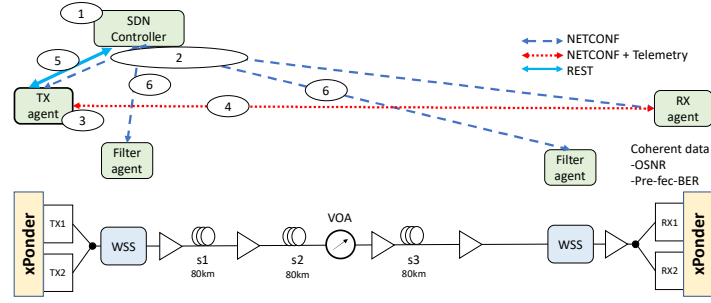 1
SDN
Controller
2
5
6
6
4
3
TX
agent
RX
agent
Filter
agent
Filter
agent
NETCONF
NETCONF + Telemetry
REST
Coherent data
-OSNR
-Pre-fec-BER
xPonder
TX1
TX2
WSS
s1
80km
s2
80km
VOA
s3
80km
WSS
RX1
RX2
xPonder